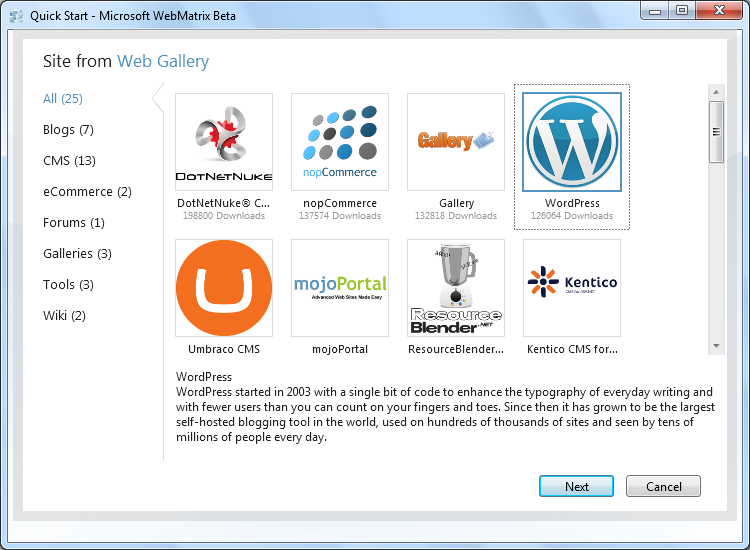 Quick Start - Microsoft WebMatrix Beta
Site from Web Gallery
All (25)
Blogs (7)
CMS (13)
eCommerce (2)
Forums (1)
Galleries (3)
Tools (3)
Wiki (2)
DOTNETNUKE
nopCommerce
Gallery
W
DotNetNuke® C...
nopCommerce
Gallery
WordPress
198800 Downloads
137574 Downloads
132818 Downloads
126064 Downloads
mojoPortal
Advanced Web Sites Made Easy
Resource
Blender.NET
Kentico
CMS for ASP.NET
Umbraco CMS
mojoPortal
ResourceBlender...
Kentico CMS for...
WordPress
WordPress started in 2003 with a single bit of code to enhance the typography of everyday writing and
with fewer users than you can count on your fingers and toes. Since then it has grown to be the largest
self-hosted blogging tool in the world, used on hundreds of thousands of sites and seen by tens of
millions of people every day.
Next
Cancel